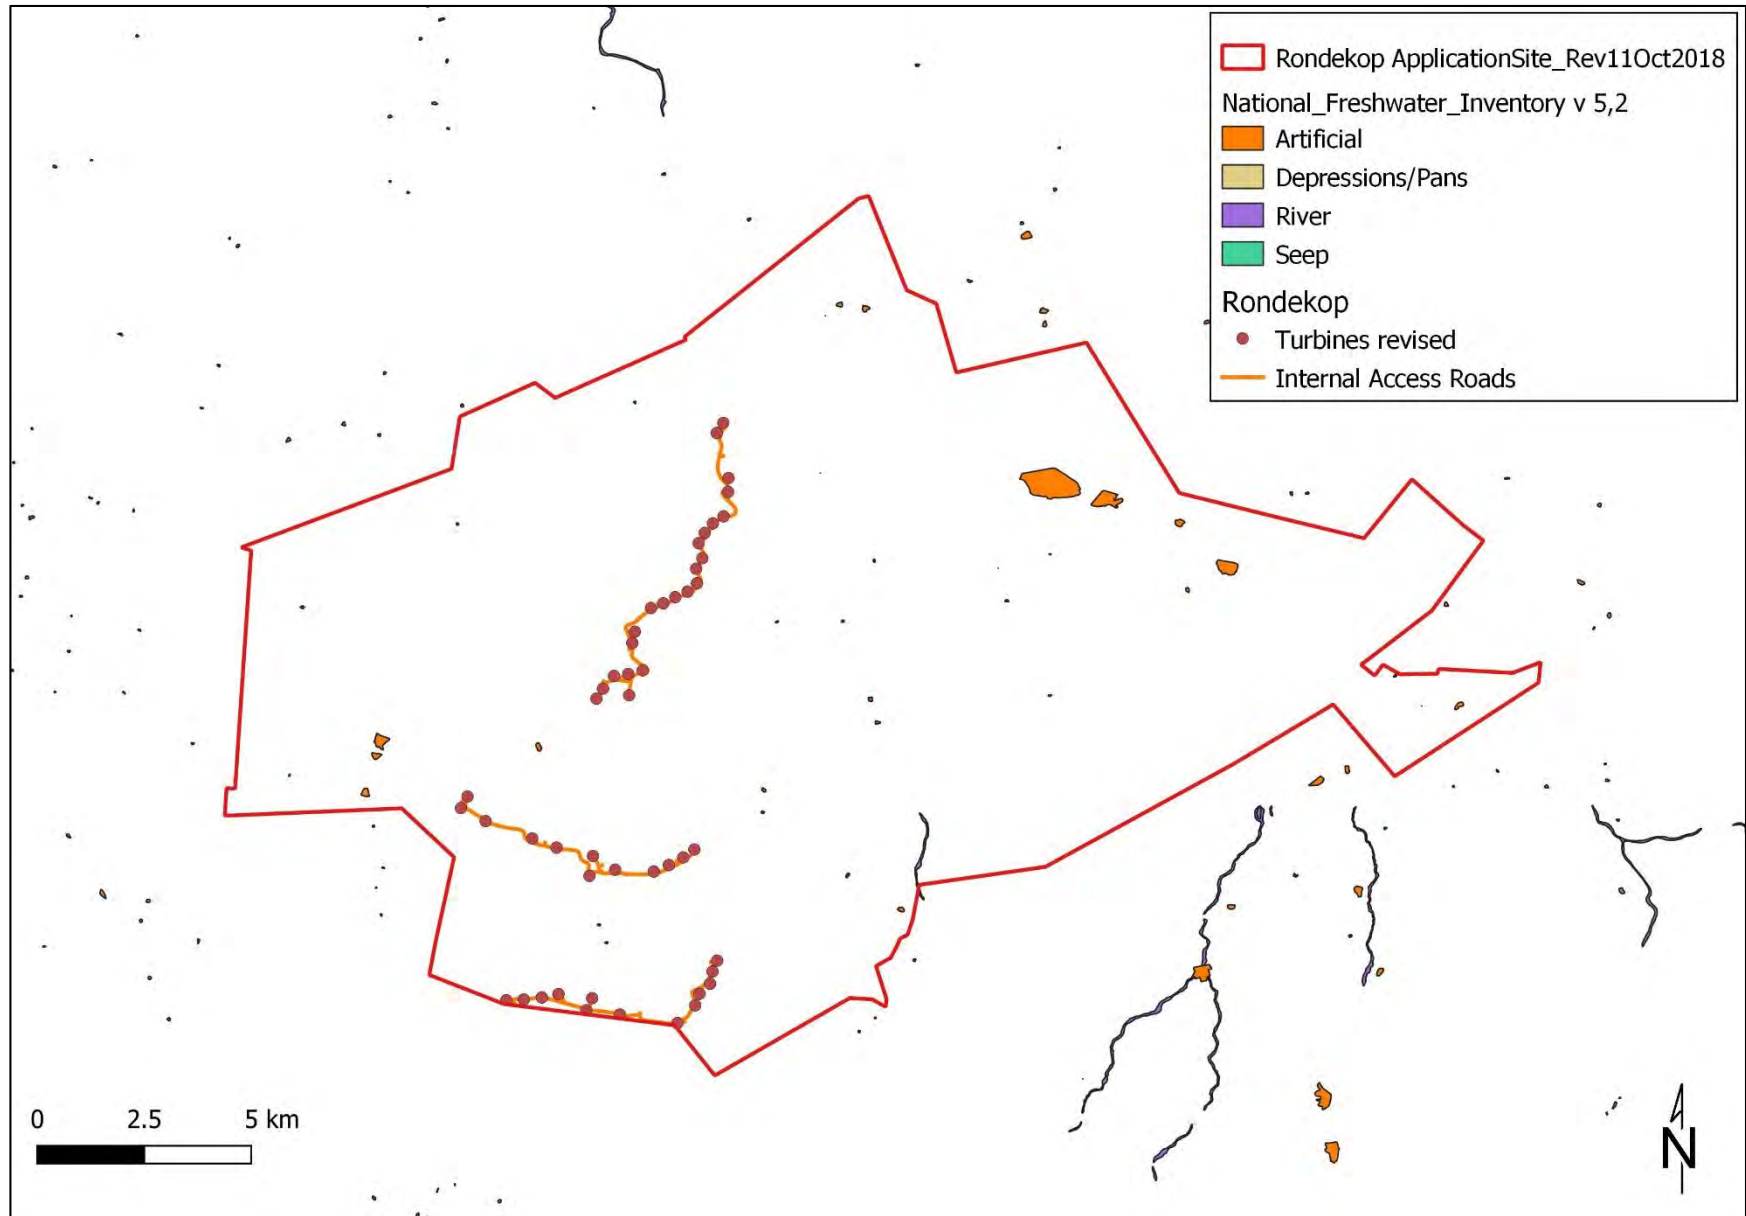 Rondekop ApplicationSite_Rev11Oct2018
National_Freshwater_Inventory v 5,2
Artificial
Depressions/Pans
River
Seep
Rondekop
Turbines revised
Internal Access Roads
0 2.5 5 km
N